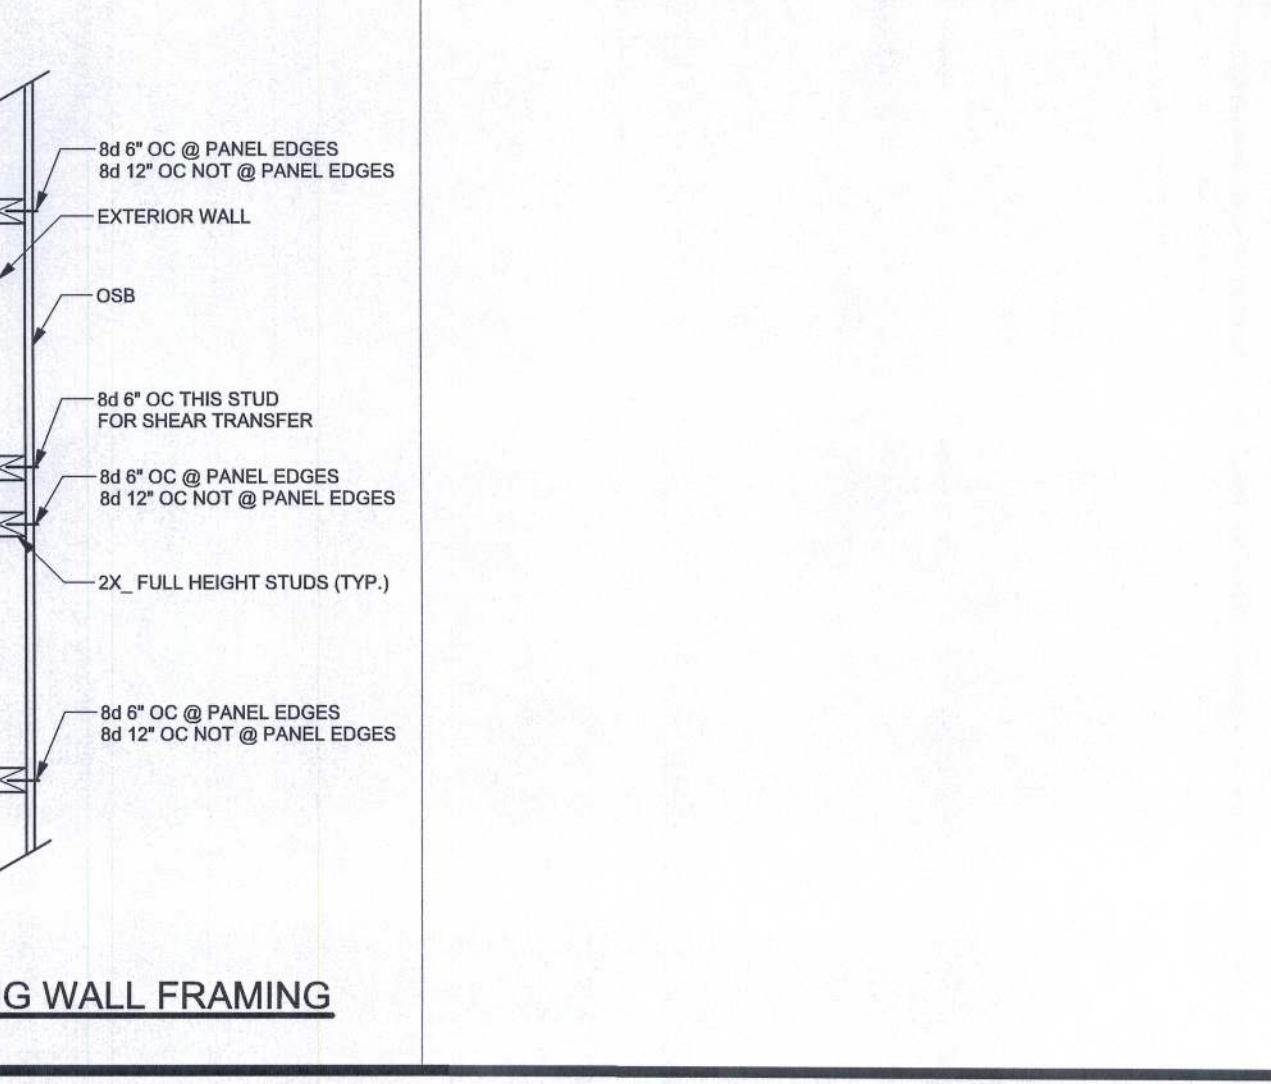 8d 6" OC @ PANEL EDGES
8d 12" OC NOT @ PANEL EDGES
EXTERIOR WALL
OSB
8d 6" OC THIS STUD
FOR SHEAR TRANSFER
8d 6" OC @ PANEL EDGES
8d 12" OC NOT @ PANEL EDGES
2X_ FULL HEIGHT STUDS (TYP.)
8d 6" OC @ PANEL EDGES
8d 12" OC NOT @ PANEL EDGES
G WALL FRAMING